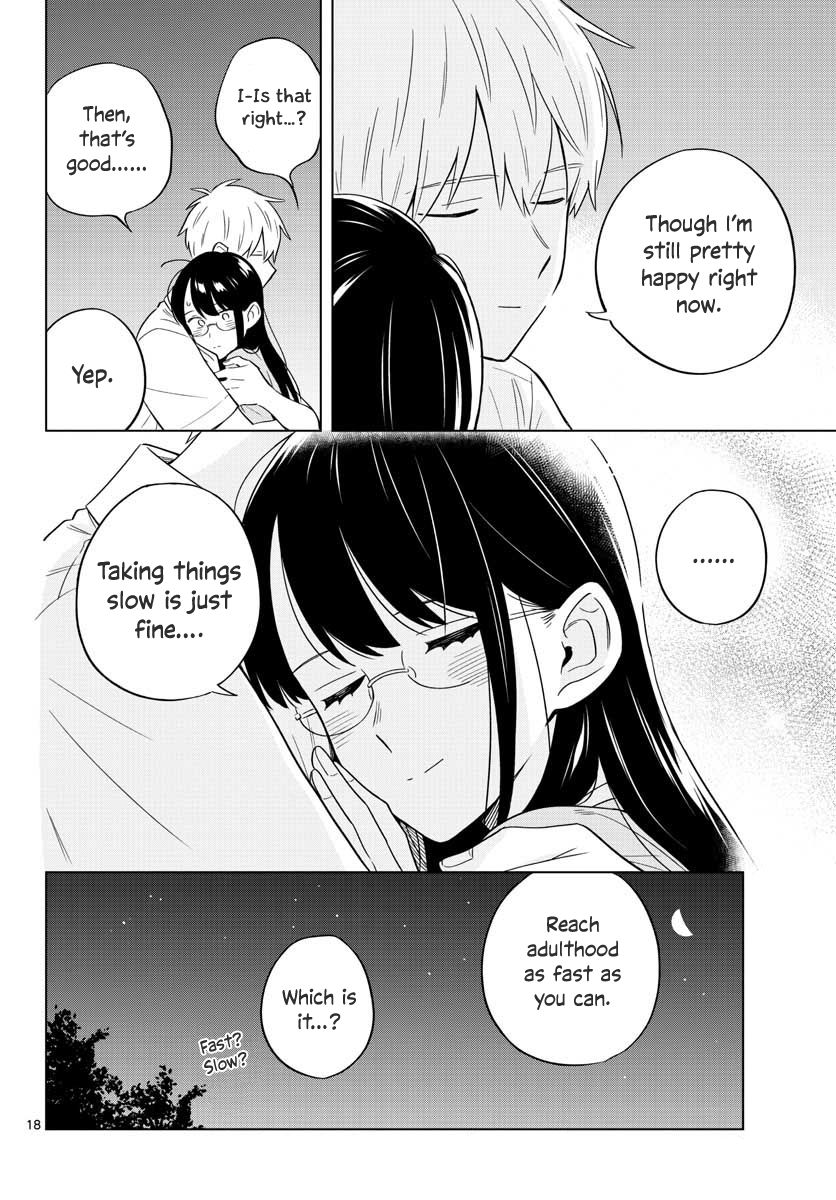 Though I'm
still pretty
happy right
now.
I-Is that
right...?
Then,
that's
good......
Yep.
......
Taking things
slow is just
fine....
Reach
adulthood
as fast as
you can.
Which is
it...?
Fast?
Slow?
18